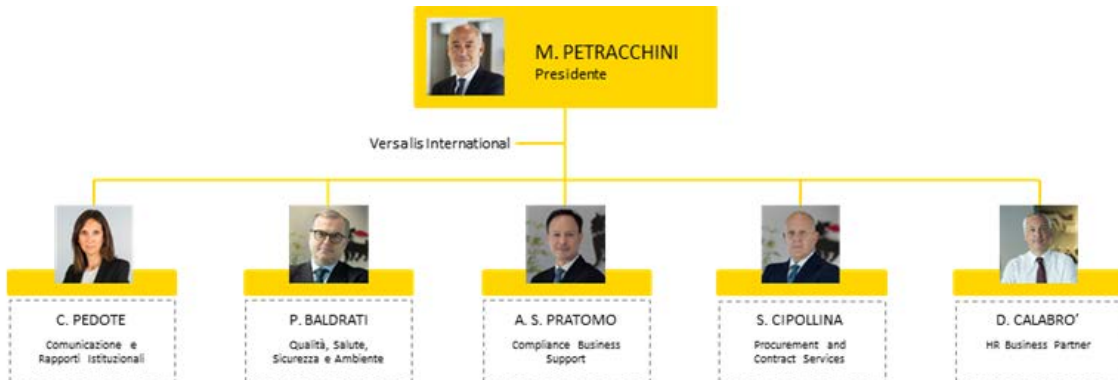 M. PETRACCHINI
Presidente
Versalis International
C. PEDOTE
Comunicazione e
Rapporti Istituzionali
P. BALDRATI
Qualità, Salute,
Sicurezza e Ambiente
A. S. PRATOMO
Compliance Business
Support
S. CIPOLLINA
Procurement and
Contract Services
D. CALABRO’
HR Business Partner